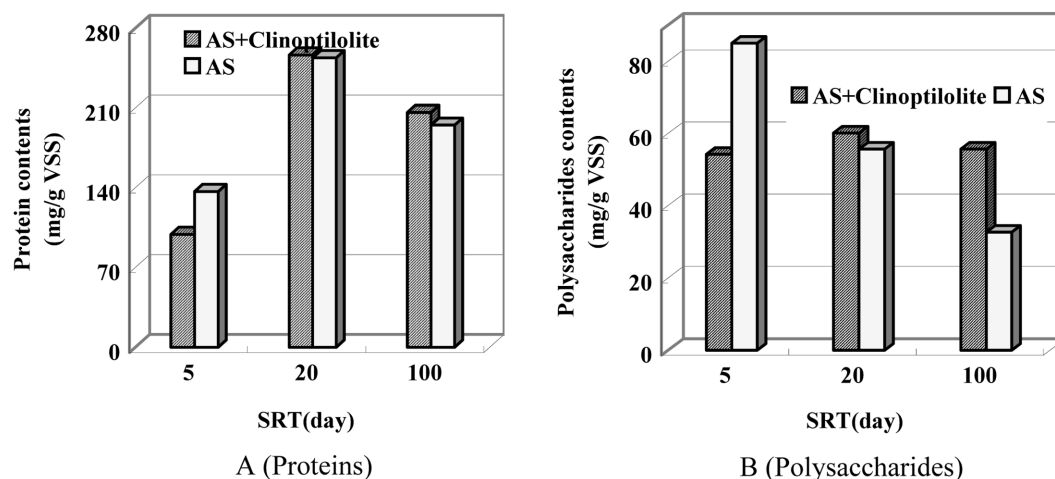 280
210
140
70
0
Protein contents
(mg/g VSS)
AS+Clinoptilolite
AS
5 20 100
SRT(day)
A (Proteins)
80
60
40
20
0
Polysaccharides contents
(mg/g VSS)
AS+Clinoptilolite AS
5 20 100
SRT(day)
B (Polysaccharides)